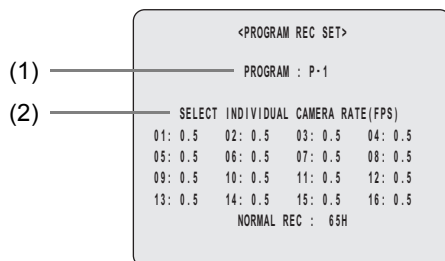 <PROGRAM REC SET>
(1) PROGRAM : P-1
(2) SELECT INDIVIDUAL CAMERA RATE(FPS)
01: 0.5 02: 0.5 03: 0.5 04: 0.5
05: 0.5 06: 0.5 07: 0.5 08: 0.5
09: 0.5 10: 0.5 11: 0.5 12: 0.5
13: 0.5 14: 0.5 15: 0.5 16: 0.5
NORMAL REC : 65H